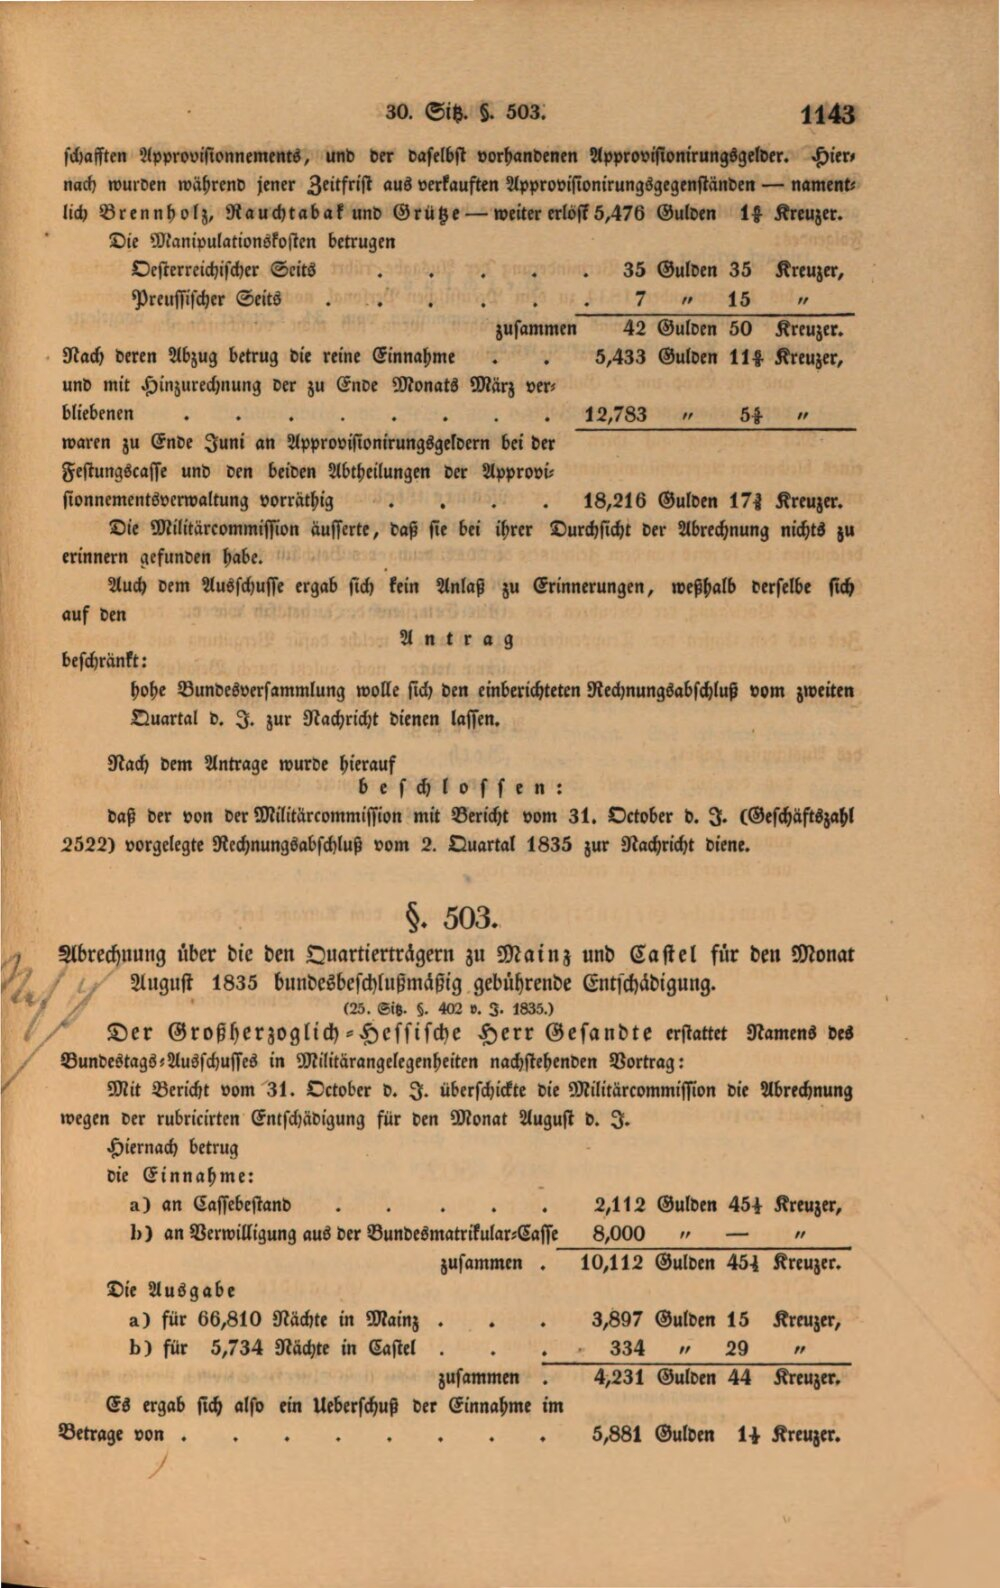 30. Sitz. §. 503. 1143
schafften Approvisionnements, und der daselbst vorhandenen Approvisionirungsgelder. Hier-
nach wurden während jener Zeitfrist aus verkauften Approvisionirungsgegenständen — nament-
lich Brennholz, Rauchtabak und Grütze — weiter erlöst 5,476 Gulden 1 Kreuzer.
Die Manipulationskosten betrugen
Oesterreichischer Seits . . . . . 35 Gulden 35 Kreuzer,
Preussischer Seits . . . . . . 7 " 15 "
zusammen 42 Gulden 50 Kreuzer.
Nach deren Abzug betrug die reine Einnahme . . 5,433 Gulden 11 Kreuzer,
und mit Hinzurechnung der zu Ende Monats März ver-
bliebenen . . . . . . . . 12,783 " 5 "
waren zu Ende Juni an Approvisionirungsgeldern bei der
Festungscasse und den beiden Abtheilungen der Approvi-
sionnementsverwaltung vorräthig . . . . 18,216 Gulden 17 Kreuzer.
Die Militärcommission äusserte, daß sie bei ihrer Durchsicht der Abrechnung nichts zu
erinnern gefunden habe.
Auch dem Ausschusse ergab sich kein Anlaß zu Erinnerungen, weßhalb derselbe sich
auf den
Antrag
beschränkt:
hohe Bundesversammlung wolle sich den einberichteten Rechnungsabschluß vom zweiten
Quartal d. J. zur Nachricht dienen lassen.
Nach dem Antrage wurde hierauf
beschlossen:
daß der von der Militärcommission mit Bericht vom 31. October d. J. (Geschäftszahl
2522) vorgelegte Rechnungsabschluß vom 2. Quartal 1835 zur Nachricht diene.
§. 503.
Abrechnung über die den Quartierträgern zu Mainz und Castel für den Monat
August 1835 bundesbeschlußmäßig gebührende Entschädigung.
(25. Sitz. §. 402 v. J. 1835.)
Der Großherzoglich-Hessische Herr Gesandte erstattet Namens des
Bundestags-Ausschusses in Militärangelegenheiten nachstehenden Vortrag:
Mit Bericht vom 31. October d. J. überschickte die Militärcommission die Abrechnung
wegen der rubricirten Entschädigung für den Monat August d. J.
Hiernach betrug
die Einnahme:
a) an Cassebestand . . . . . 2,112 Gulden 45 Kreuzer,
b) an Verwilligung aus der Bundesmatrikular-Casse 8,000 " — "
zusammen . 10,112 Gulden 45 Kreuzer.
Die Ausgabe
a) für 66,810 Nächte in Mainz . . . 3,897 Gulden 15 Kreuzer,
b) für 5,734 Nächte in Castel . . . 334 " 29 "
zusammen . 4,231 Gulden 44 Kreuzer.
Es ergab sich also ein Ueberschuß der Einnahme im
Betrage von . . . . . . . . 5,881 Gulden 1 Kreuzer.